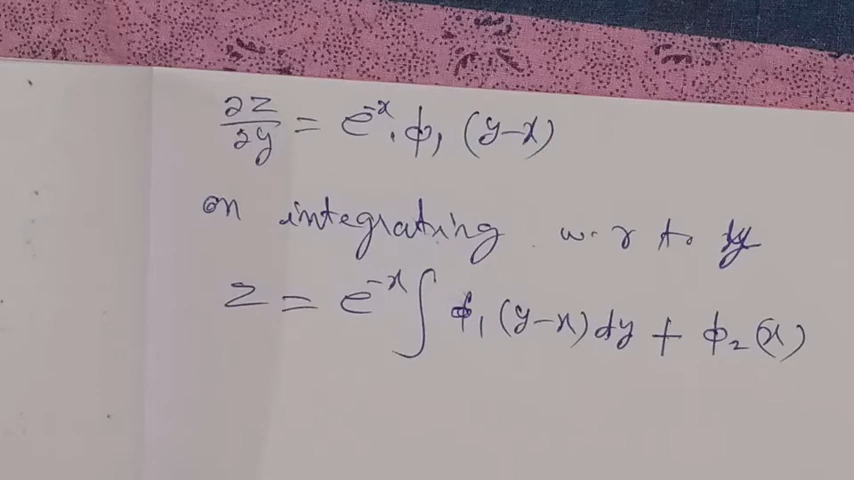 ∂z/∂y = e^-x . ϕ₁ (y-x)
on integrating w.r to y
z = e^-x ∫ ϕ₁ (y-x) dy + ϕ₂(x)